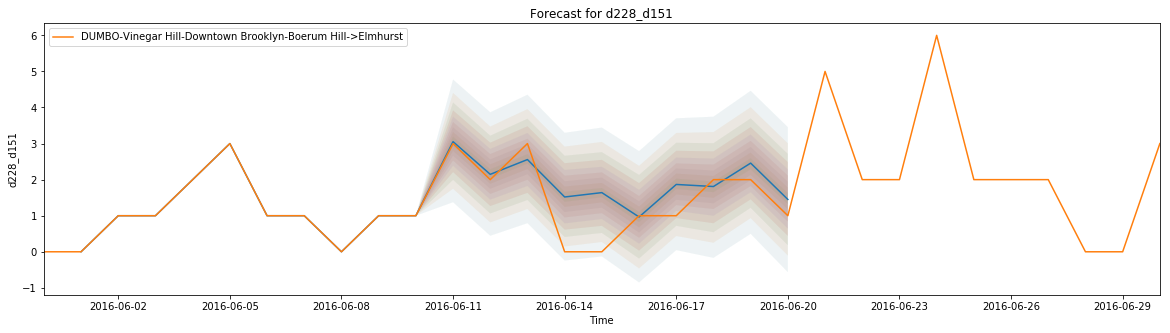 Forecast for d228_d151
DUMBO-Vinegar Hill-Downtown Brooklyn-Boerum Hill->Elmhurst
6
5
4
3
2
1
0
−1
d228_d151
2016-06-02 2016-06-05 2016-06-08 2016-06-11 2016-06-14 2016-06-17 2016-06-20 2016-06-23 2016-06-26 2016-06-29
Time